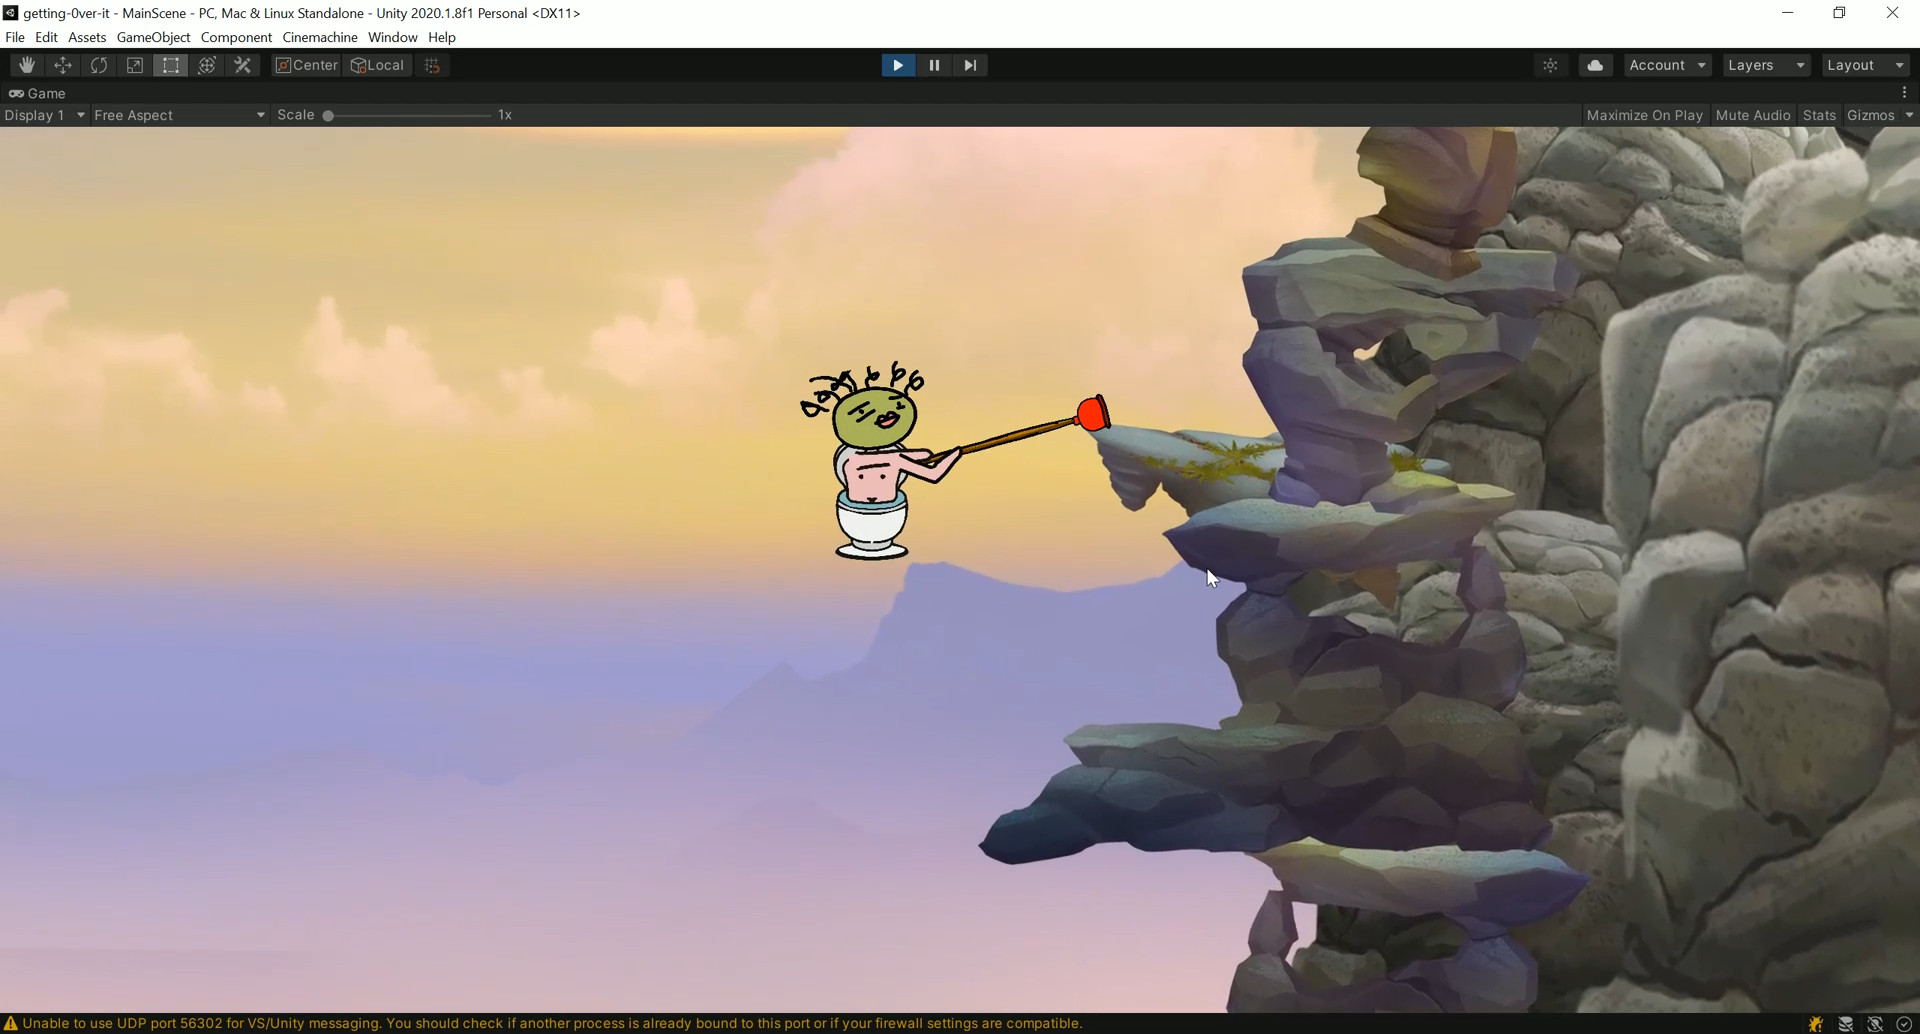 getting-0ver-it - MainScene - PC, Mac & Linux Standalone - Unity 2020.1.8f1 Personal <DX11>
File Edit Assets GameObject Component Cinemachine Window Help
Center Local Account Layers Layout
Game
Display 1 Free Aspect Scale 1x Maximize On Play Mute Audio Stats Gizmos
Unable to use UDP port 56302 for VS/Unity messaging. You should check if another process is already bound to this port or if your firewall settings are compatible.